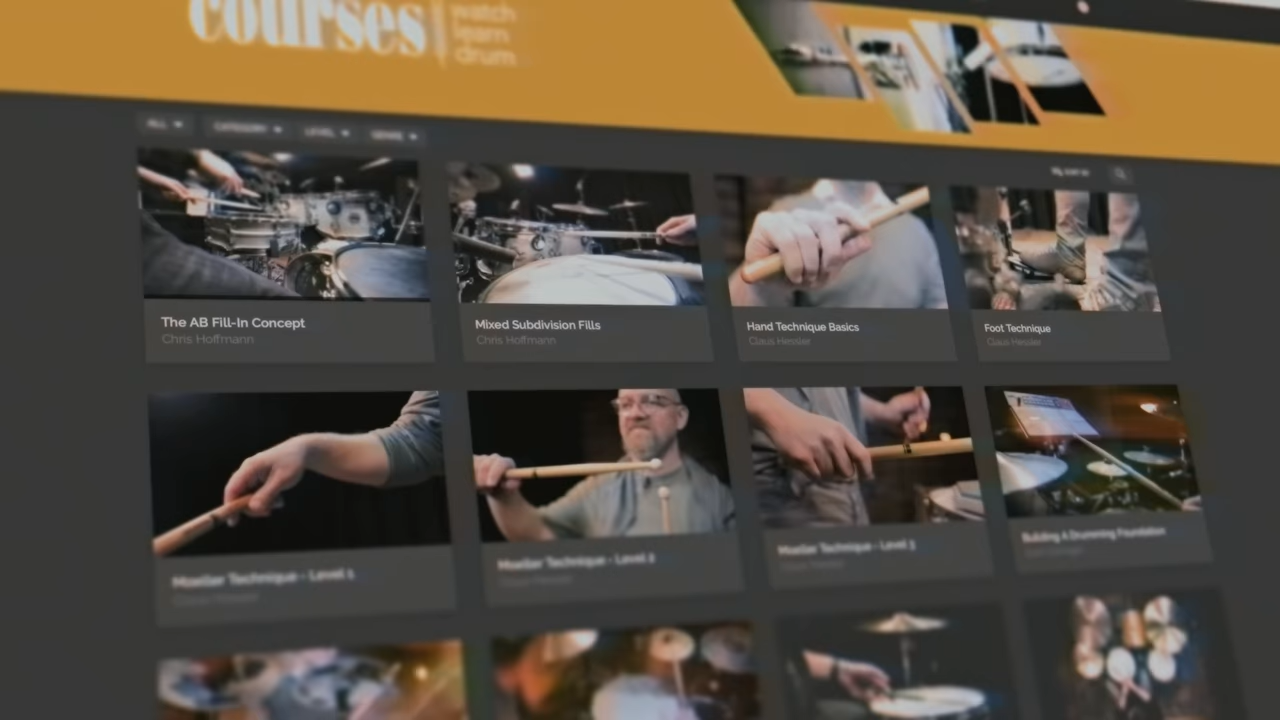 courses
watch
learn
drum
ALL
CATEGORY
LEVEL
GENRE
The AB Fill-In Concept
Chris Hoffmann
Mixed Subdivision Fills
Chris Hoffmann
Hand Technique Basics
Claus Hessler
Foot Technique
Claus Hessler
Moeller Technique - Level 1
Moeller Technique - Level 2
Moeller Technique - Level 3
Building A Drumming Foundation